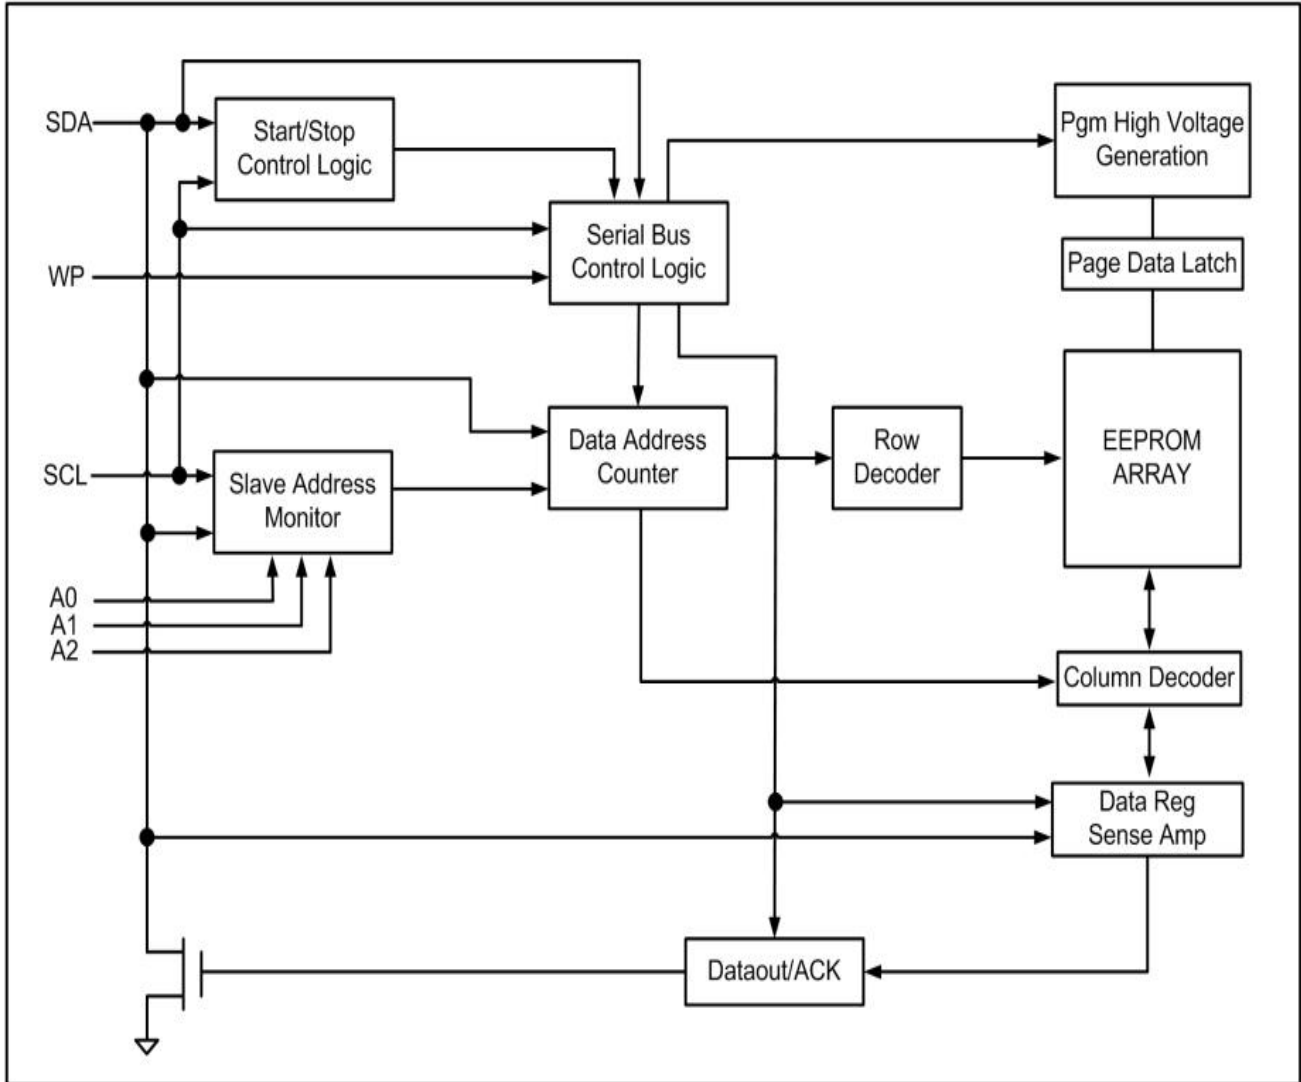 SDA
Start/Stop
Control Logic
Pgm High Voltage
Generation
Serial Bus
Control Logic
WP
Page Data Latch
Data Address
Counter
Row
Decoder
EEPROM
ARRAY
SCL
Slave Address
Monitor
A0
A1
A2
Column Decoder
Data Reg
Sense Amp
Dataout/ACK